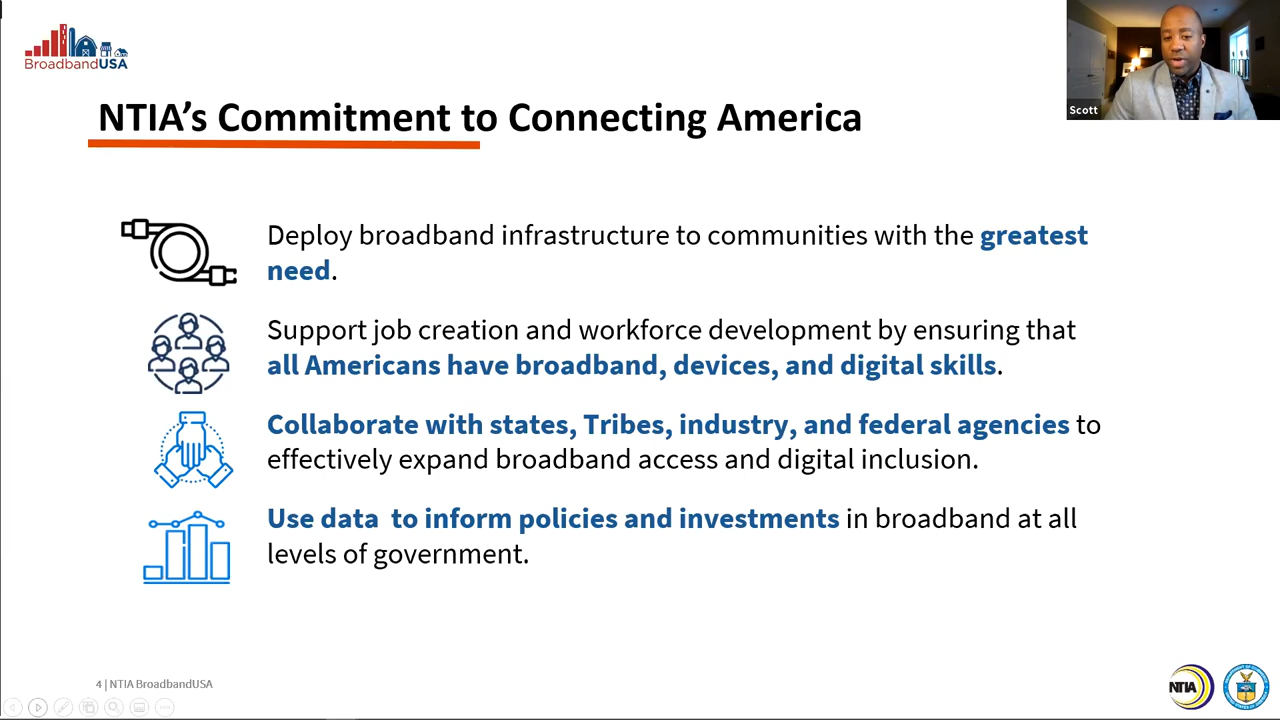 BroadbandUSA
Scott
NTIA’s Commitment to Connecting America
Deploy broadband infrastructure to communities with the greatest
need.
Support job creation and workforce development by ensuring that
all Americans have broadband, devices, and digital skills.
Collaborate with states, Tribes, industry, and federal agencies to
effectively expand broadband access and digital inclusion.
Use data  to inform policies and investments in broadband at all
levels of government.
4 | NTIA BroadbandUSA
NTIA